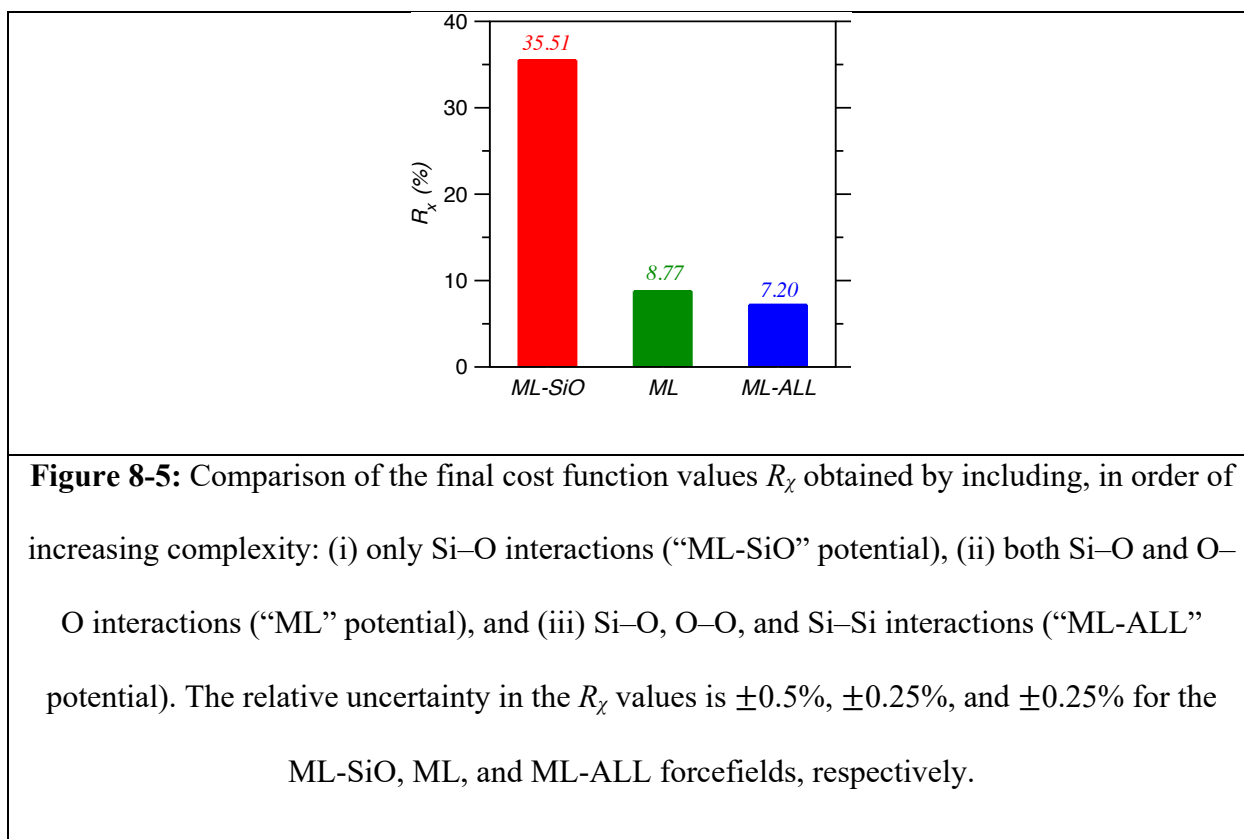 40
35.51
30
R_x (%)
20
10
8.77
7.20
0
ML-SiO ML ML-ALL
Figure 8-5: Comparison of the final cost function values Rχ obtained by including, in order of
increasing complexity: (i) only Si–O interactions (“ML-SiO” potential), (ii) both Si–O and O–
O interactions (“ML” potential), and (iii) Si–O, O–O, and Si–Si interactions (“ML-ALL”
potential). The relative uncertainty in the Rχ values is ±0.5%, ±0.25%, and ±0.25% for the
ML-SiO, ML, and ML-ALL forcefields, respectively.